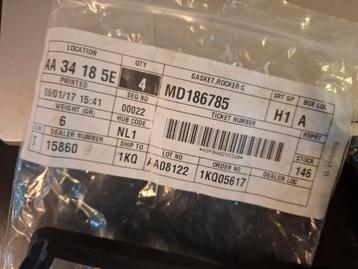 LOCATION
AA 34 18 5E
QTY
4
GASKET,ROCKER C
MD186785
SRT GP
H1
BOX LOC
A
PRINTED
05/01/17 15:41
SEQ NO
00022
TICKET NUMBER
RSPRT
WEIGHT (GR)
6
HUB CODE
NL1
STOCK
146
DEALER NUMBER
15860
SHIP TO
1KQ
LOT NO
AA08122
ORDER NO
1KQ05617
DEALER LOC